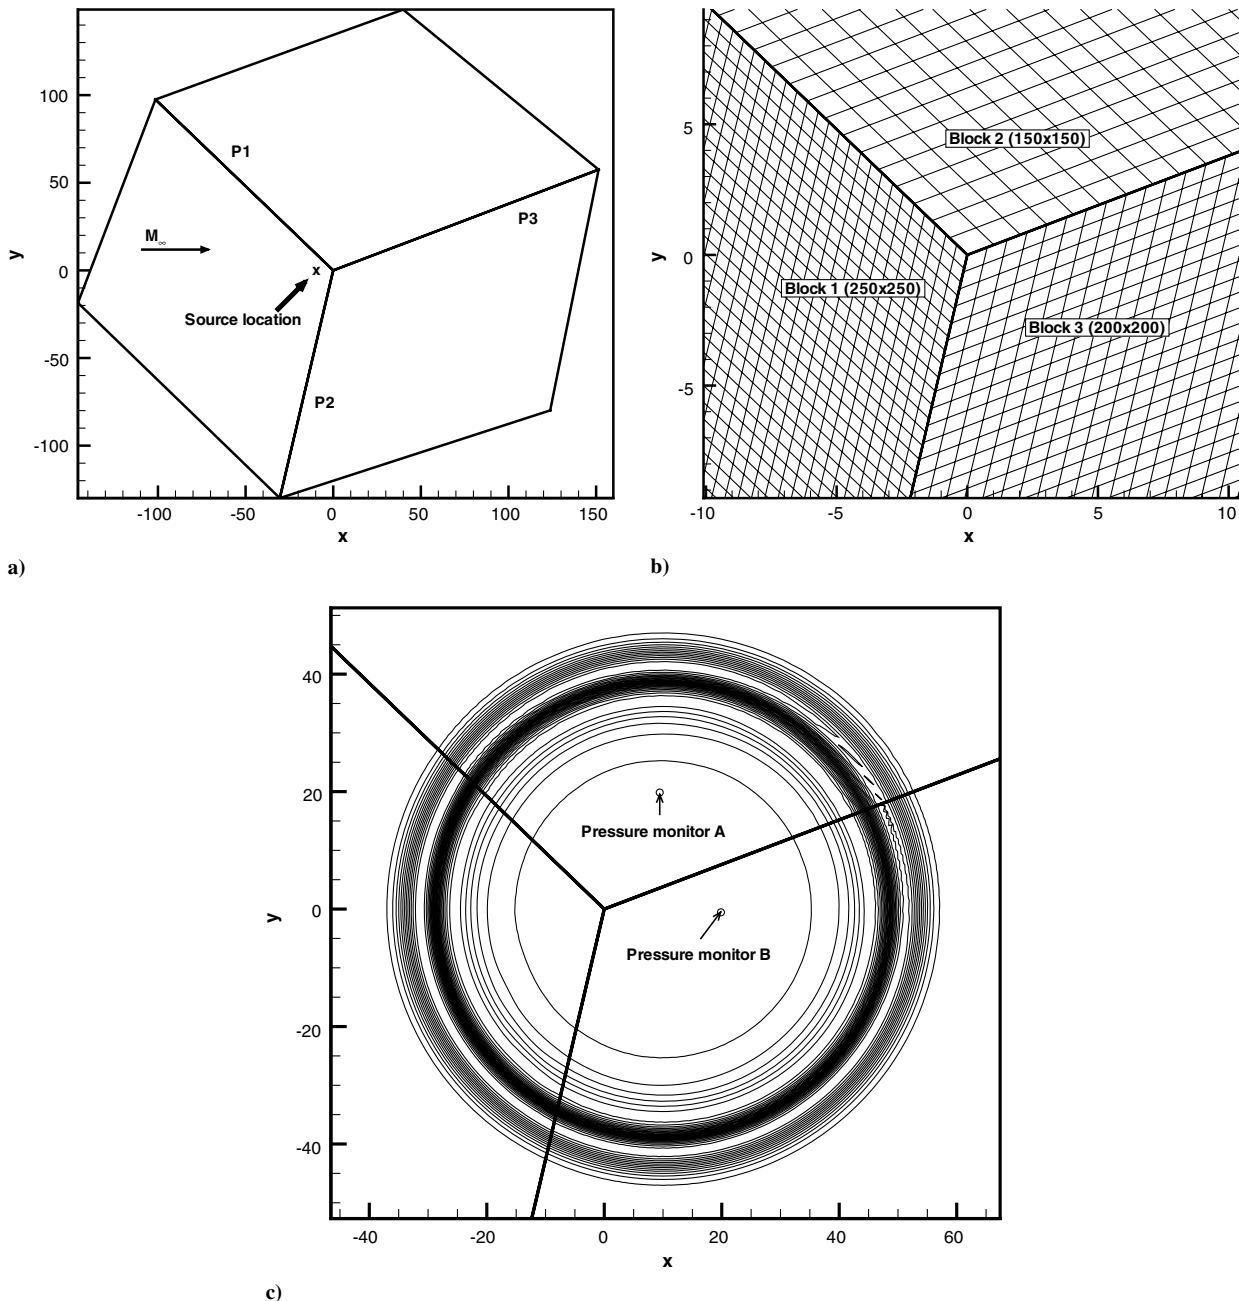 100
50
0
-50
-100
y
P1
P3
M∞
x
Source location
P2
-100
-50
0
50
100
150
x
a)
5
0
-5
y
Block 2 (150x150)
Block 1 (250x250)
Block 3 (200x200)
-10
-5
0
5
10
x
b)
40
20
0
-20
-40
y
Pressure monitor A
Pressure monitor B
-40
-20
0
20
40
60
x
c)